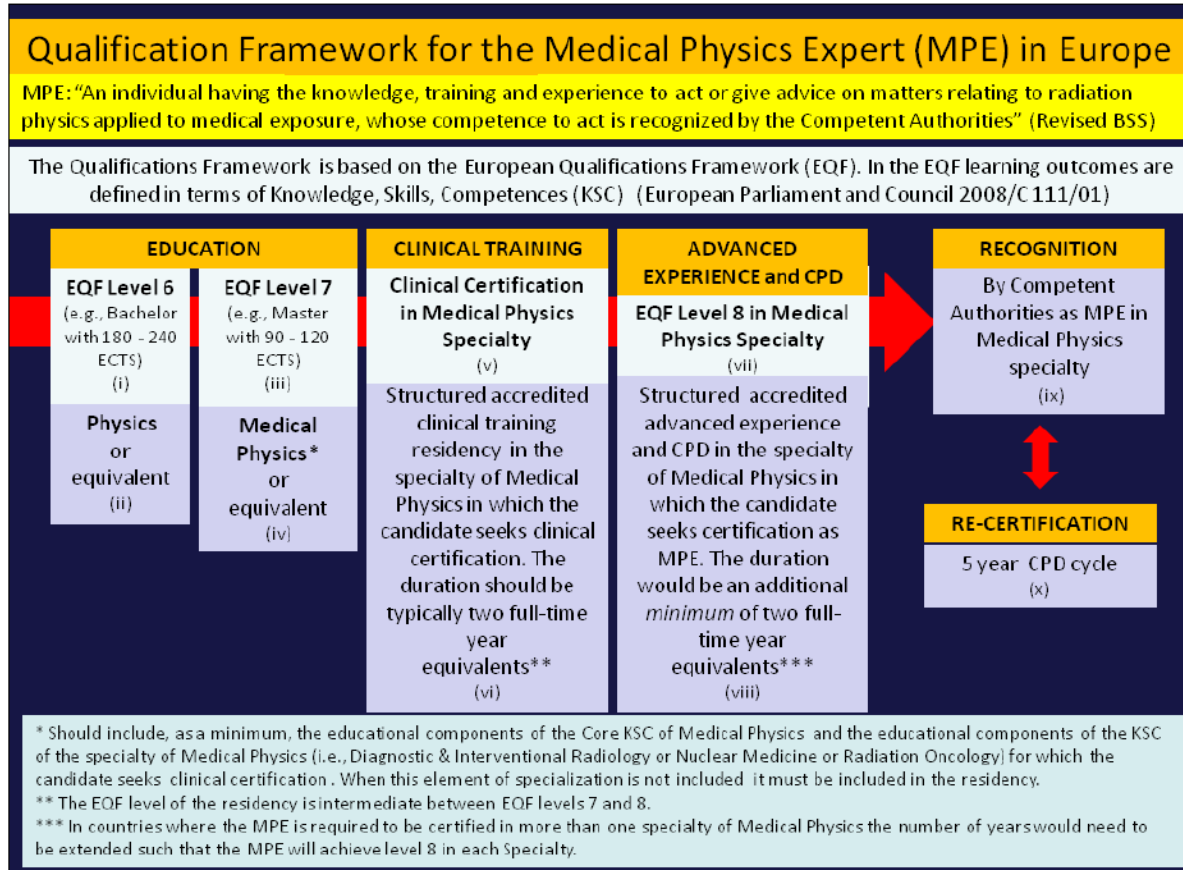 Qualification Framework for the Medical Physics Expert (MPE) in Europe
MPE: “An individual having the knowledge, training and experience to act or give advice on matters relating to radiation
physics applied to medical exposure, whose competence to act is recognized by the Competent Authorities” (Revised BSS)
The Qualifications Framework is based on the European Qualifications Framework (EQF). In the EQF learning outcomes are
defined in terms of Knowledge, Skills, Competences (KSC) (European Parliament and Council 2008/C 111/01)
EDUCATION
EQF Level 6
(e.g., Bachelor
with 180 - 240
ECTS)
(i)
Physics
or
equivalent
(ii)
EQF Level 7
(e.g., Master
with 90 - 120
ECTS)
(iii)
Medical
Physics*
or
equivalent
(iv)
CLINICAL TRAINING
Clinical Certification
in Medical Physics
Specialty
(v)
Structured accredited
clinical training
residency in the
specialty of Medical
Physics in which the
candidate seeks clinical
certification. The
duration should be
typically two full-time
year
equivalents**
(vi)
ADVANCED
EXPERIENCE and CPD
EQF Level 8 in Medical
Physics Specialty
(vii)
Structured accredited
advanced experience
and CPD in the specialty
of Medical Physics in
which the candidate
seeks certification as
MPE. The duration
would be an additional
minimum of two full-
time year
equivalents***
(viii)
RECOGNITION
By Competent
Authorities as MPE in
Medical Physics
specialty
(ix)
RE-CERTIFICATION
5 year CPD cycle
(x)
* Should include, as a minimum, the educational components of the Core KSC of Medical Physics and the educational components of the KSC
of the specialty of Medical Physics (i.e., Diagnostic & Interventional Radiology or Nuclear Medicine or Radiation Oncology) for which the
candidate seeks clinical certification. When this element of specialization is not included it must be included in the residency.
** The EQF level of the residency is intermediate between EQF levels 7 and 8.
*** In countries where the MPE is required to be certified in more than one specialty of Medical Physics the number of years would need to
be extended such that the MPE will achieve level 8 in each Specialty.